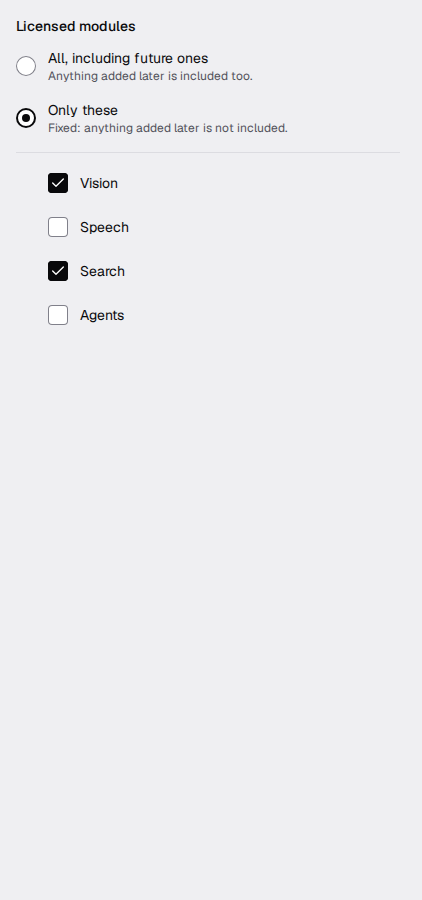 Licensed modules
All, including future ones
Anything added later is included too.
Only these
Fixed: anything added later is not included.
Vision
Speech
Search
Agents